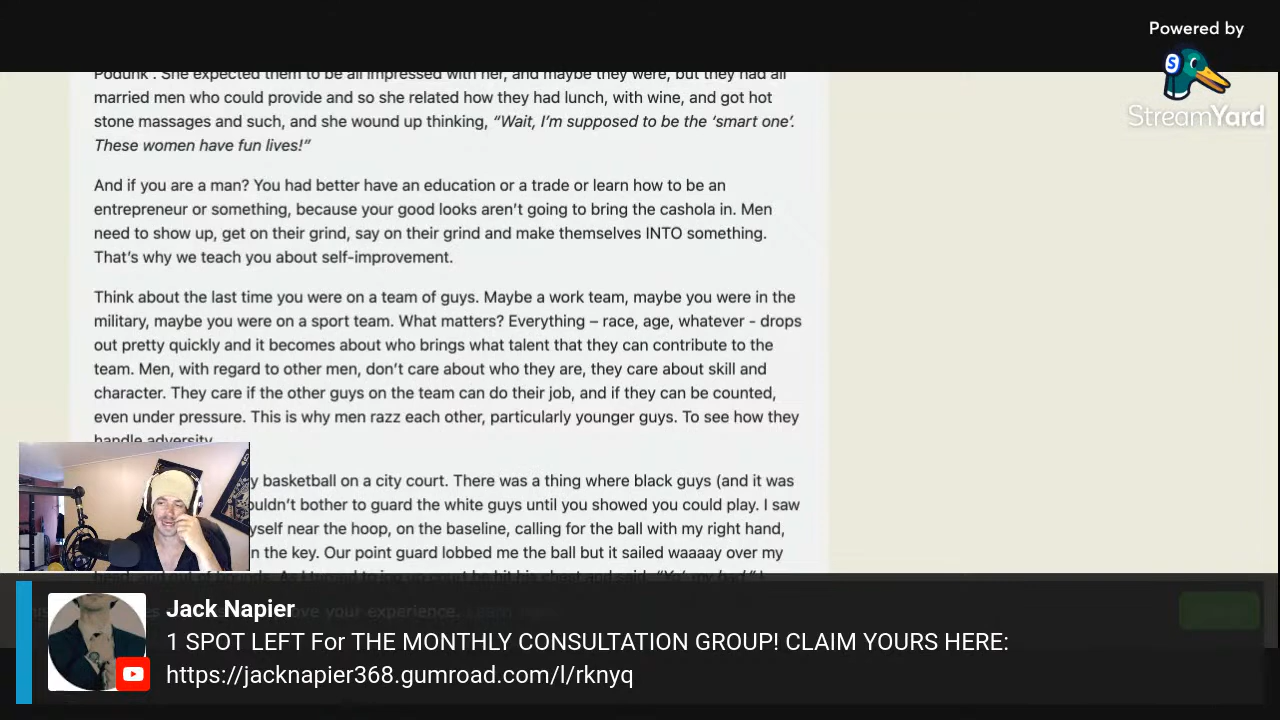 Powered by
StreamYard
Podunk". She expected them to be all impressed with her, and maybe they were, but they had all
married men who could provide and so she related how they had lunch, with wine, and got hot
stone massages and such, and she wound up thinking, "Wait, I'm supposed to be the 'smart one'.
These women have fun lives!"
And if you are a man? You had better have an education or a trade or learn how to be an
entrepreneur or something, because your good looks aren't going to bring the cashola in. Men
need to show up, get on their grind, say on their grind and make themselves INTO something.
That's why we teach you about self-improvement.
Think about the last time you were on a team of guys. Maybe a work team, maybe you were in the
military, maybe you were on a sport team. What matters? Everything – race, age, whatever - drops
out pretty quickly and it becomes about who brings what talent that they can contribute to the
team. Men, with regard to other men, don't care about who they are, they care about skill and
character. They care if the other guys on the team can do their job, and if they can be counted,
even under pressure. This is why men razz each other, particularly younger guys. To see how they
handle adversity.
y basketball on a city court. There was a thing where black guys (and it was
uldn't bother to guard the white guys until you showed you could play. I saw
yself near the hoop, on the baseline, calling for the ball with my right hand,
n the key. Our point guard lobbed me the ball but it sailed waaaay over my
Jack Napier
1 SPOT LEFT For THE MONTHLY CONSULTATION GROUP! CLAIM YOURS HERE:
https://jacknapier368.gumroad.com/l/rknyq